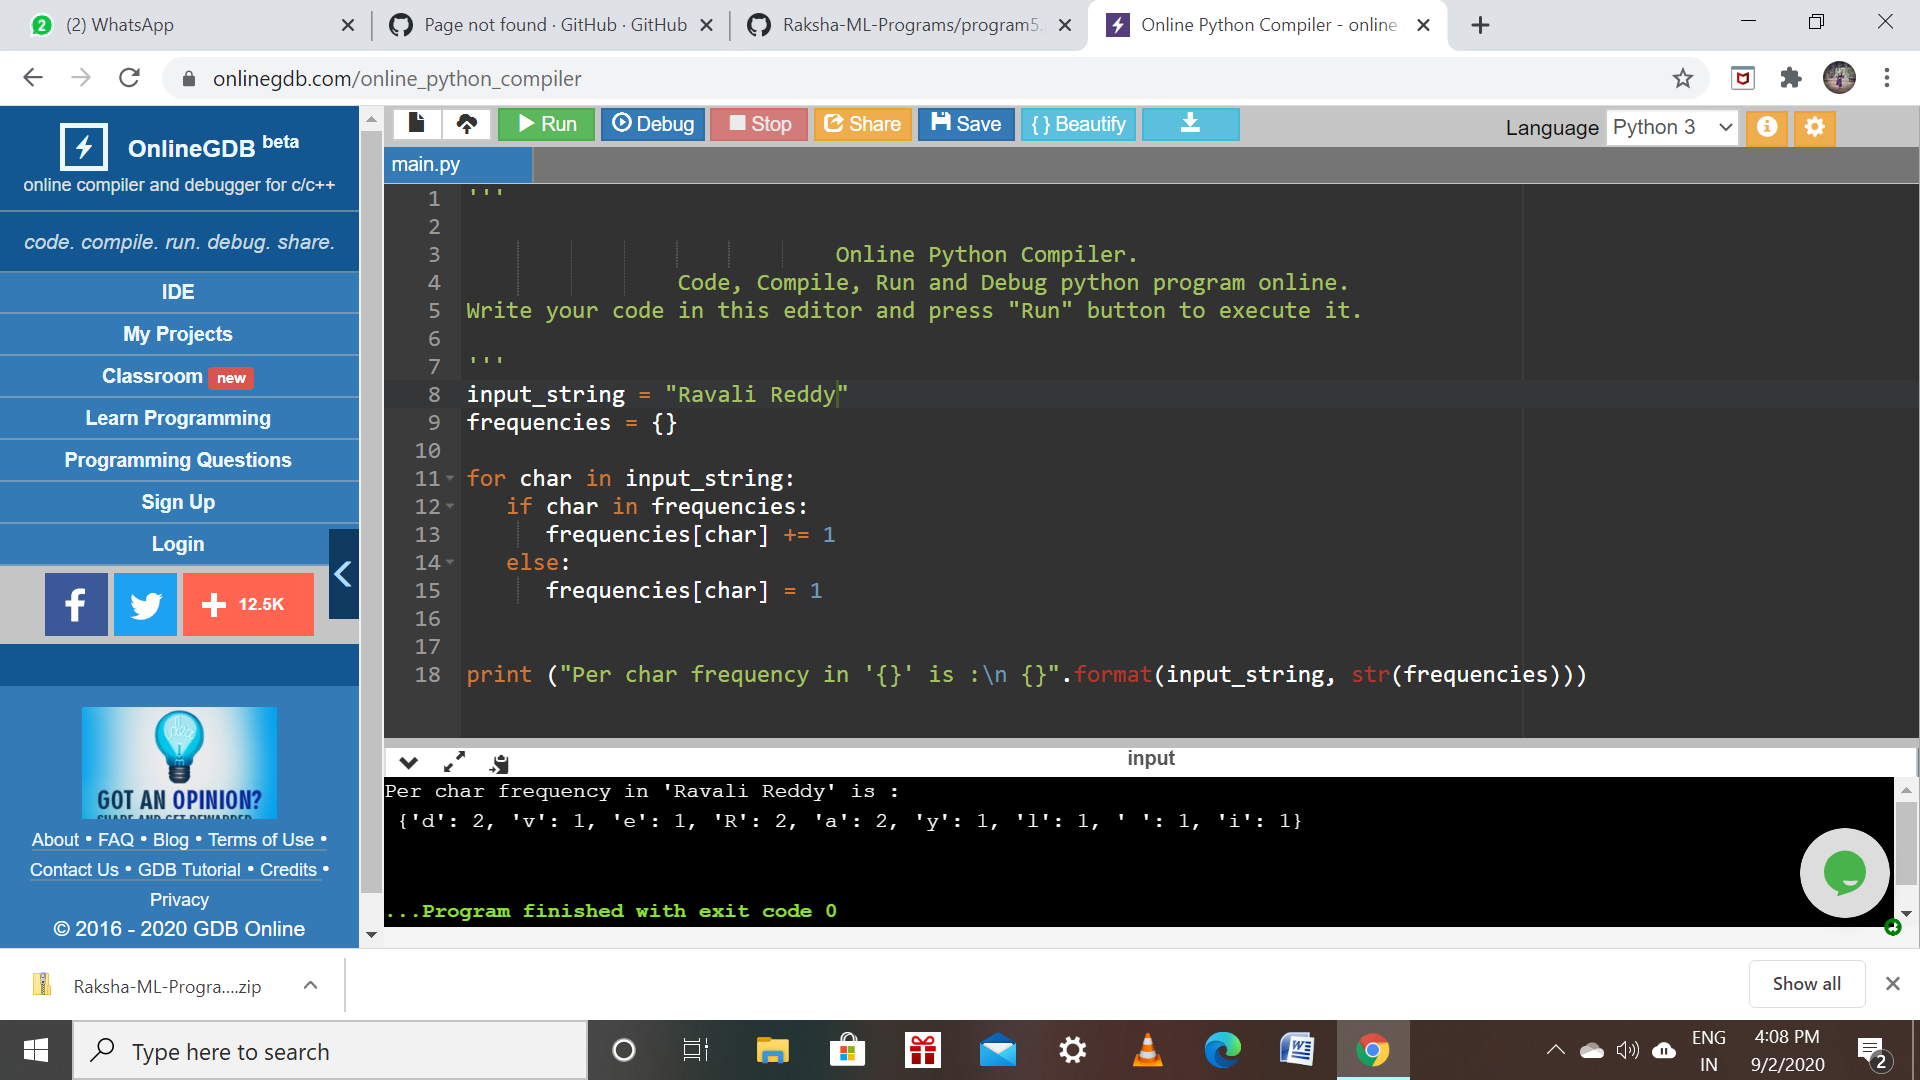 (2) WhatsApp
Page not found · GitHub · GitHub
Raksha-ML-Programs/program5.
Online Python Compiler - online
onlinegdb.com/online_python_compiler
OnlineGDB beta
online compiler and debugger for c/c++
code. compile. run. debug. share.
IDE
My Projects
Classroom new
Learn Programming
Programming Questions
Sign Up
Login
12.5K
GOT AN OPINION?
SHARE AND GET REWARDED
About • FAQ • Blog • Terms of Use •
Contact Us • GDB Tutorial • Credits •
Privacy
© 2016 - 2020 GDB Online
Run Debug Stop Share Save {} Beautify
Language Python 3
main.py
1 '''
2
3 Online Python Compiler.
4 Code, Compile, Run and Debug python program online.
5 Write your code in this editor and press "Run" button to execute it.
6
7 '''
8 input_string = "Ravali Reddy"
9 frequencies = {}
10
11 for char in input_string:
12 if char in frequencies:
13 frequencies[char] += 1
14 else:
15 frequencies[char] = 1
16
17
18 print ("Per char frequency in '{}' is :\n {}".format(input_string, str(frequencies)))
input
Per char frequency in 'Ravali Reddy' is :
{'d': 2, 'v': 1, 'e': 1, 'R': 2, 'a': 2, 'y': 1, 'l': 1, ' ': 1, 'i': 1}
...Program finished with exit code 0
Raksha-ML-Progra....zip
Show all
Type here to search
ENG
IN
4:08 PM
9/2/2020
2